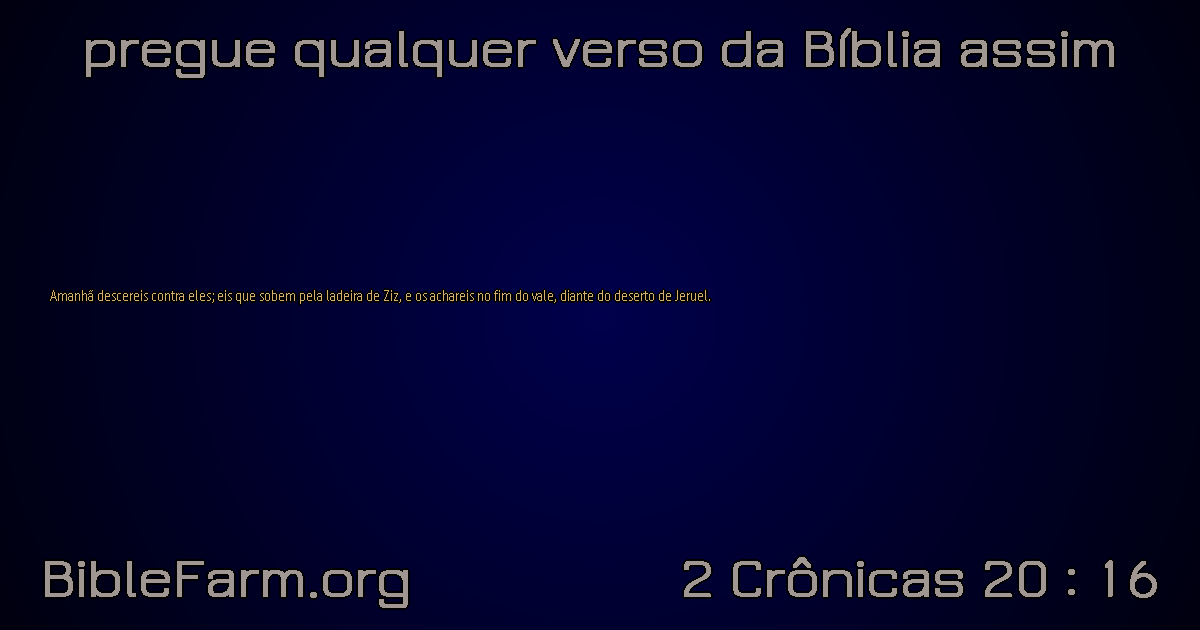 pregue qualquer verso da Bíblia assim
Amanhã descereis contra eles; eis que sobem pela ladeira de Ziz, e os achareis no fim do vale, diante do deserto de Jeruel.
BibleFarm.org
2 Crônicas 20 : 16